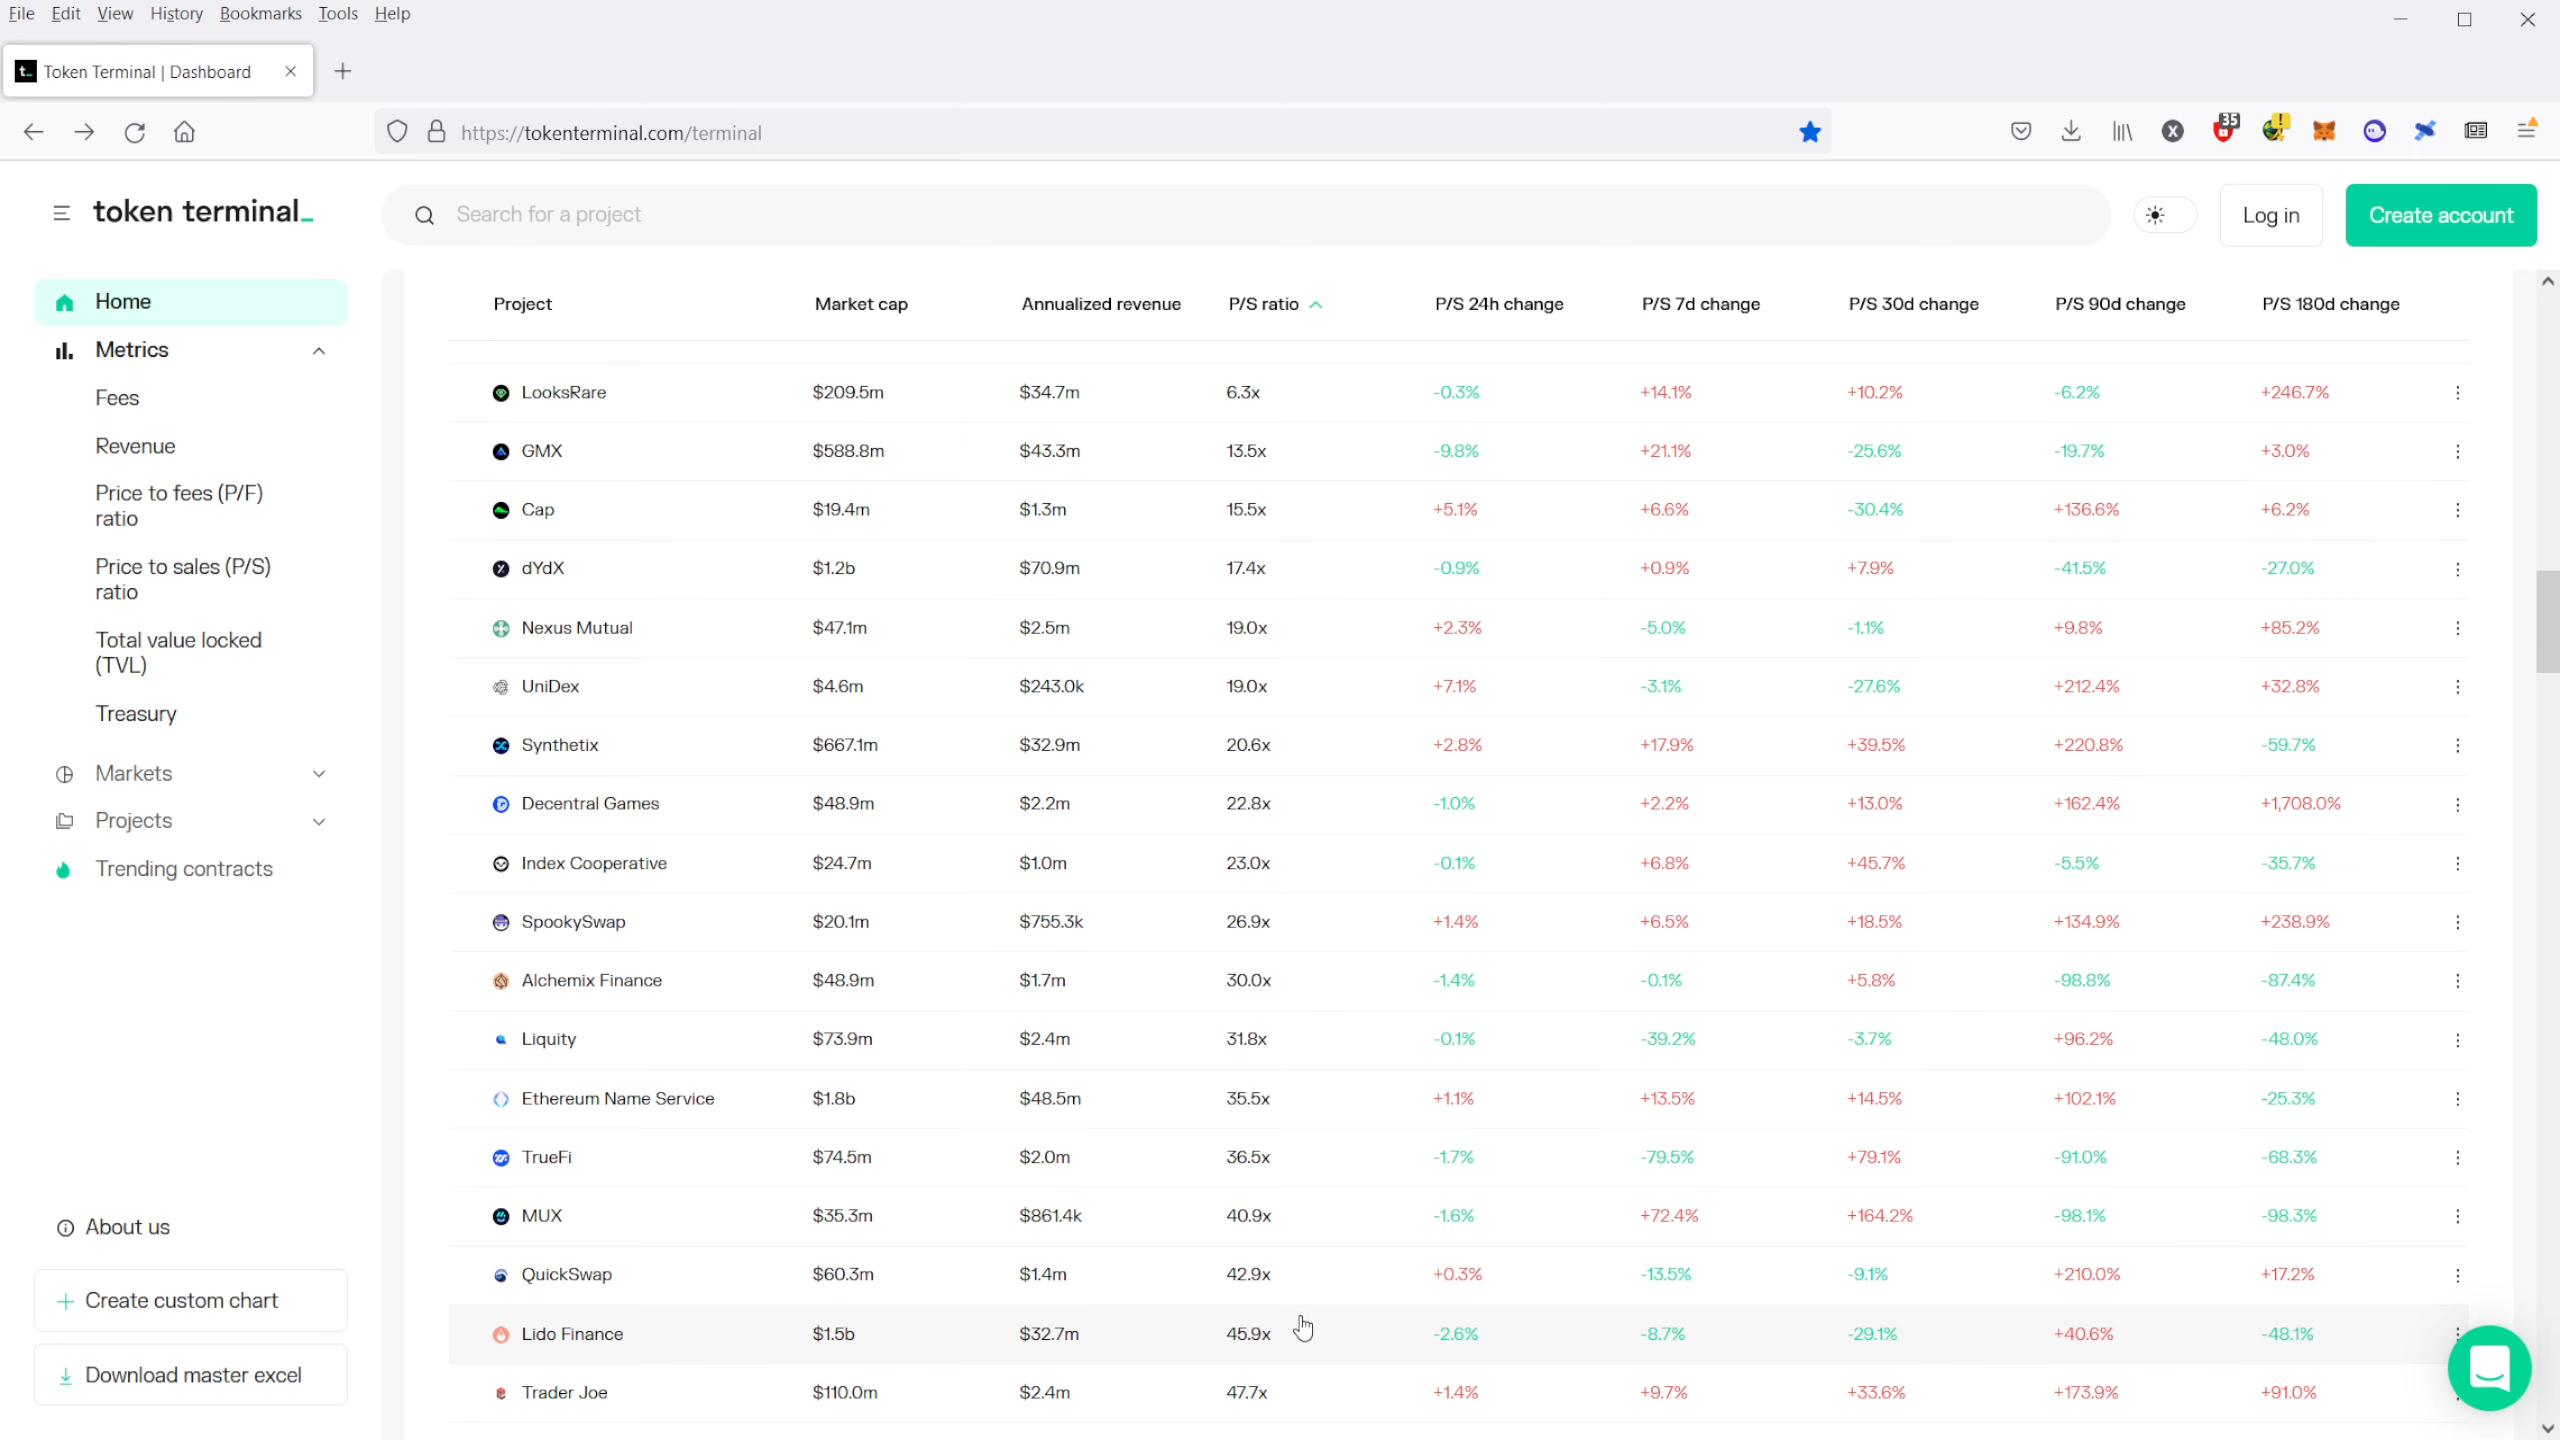 File Edit View History Bookmarks Tools Help
Token Terminal | Dashboard
https://tokenterminal.com/terminal
35
token terminal_
Search for a project
Log in
Create account
Home
Metrics
Fees
Revenue
Price to fees (P/F)
ratio
Price to sales (P/S)
ratio
Total value locked
(TVL)
Treasury
Markets
Projects
Trending contracts
About us
Create custom chart
Download master excel
Project Market cap Annualized revenue P/S ratio P/S 24h change P/S 7d change P/S 30d change P/S 90d change P/S 180d change
LooksRare $209.5m $34.7m 6.3x -0.3% +14.1% +10.2% -6.2% +246.7%
GMX $588.8m $43.3m 13.5x -9.8% +21.1% -25.6% -19.7% +3.0%
Cap $19.4m $1.3m 15.5x +5.1% +6.6% -30.4% +136.6% +6.2%
dYdX $1.2b $70.9m 17.4x -0.9% +0.9% +7.9% -41.5% -27.0%
Nexus Mutual $47.1m $2.5m 19.0x +2.3% -5.0% -1.1% +9.8% +85.2%
UniDex $4.6m $243.0k 19.0x +7.1% -3.1% -27.6% +212.4% +32.8%
Synthetix $667.1m $32.9m 20.6x +2.8% +17.9% +39.5% +220.8% -59.7%
Decentral Games $48.9m $2.2m 22.8x -1.0% +2.2% +13.0% +162.4% +1,708.0%
Index Cooperative $24.7m $1.0m 23.0x -0.1% +6.8% +45.7% -5.5% -35.7%
SpookySwap $20.1m $755.3k 26.9x +1.4% +6.5% +18.5% +134.9% +238.9%
Alchemix Finance $48.9m $1.7m 30.0x -1.4% -0.1% +5.8% -98.8% -87.4%
Liquity $73.9m $2.4m 31.8x -0.1% -39.2% -3.7% +96.2% -48.0%
Ethereum Name Service $1.8b $48.5m 35.5x +1.1% +13.5% +14.5% +102.1% -25.3%
TrueFi $74.5m $2.0m 36.5x -1.7% -79.5% +79.1% -91.0% -68.3%
MUX $35.3m $861.4k 40.9x -1.6% +72.4% +164.2% -98.1% -98.3%
QuickSwap $60.3m $1.4m 42.9x +0.3% -13.5% -9.1% +210.0% +17.2%
Lido Finance $1.5b $32.7m 45.9x -2.6% -8.7% -29.1% +40.6% -48.1%
Trader Joe $110.0m $2.4m 47.7x +1.4% +9.7% +33.6% +173.9% +91.0%